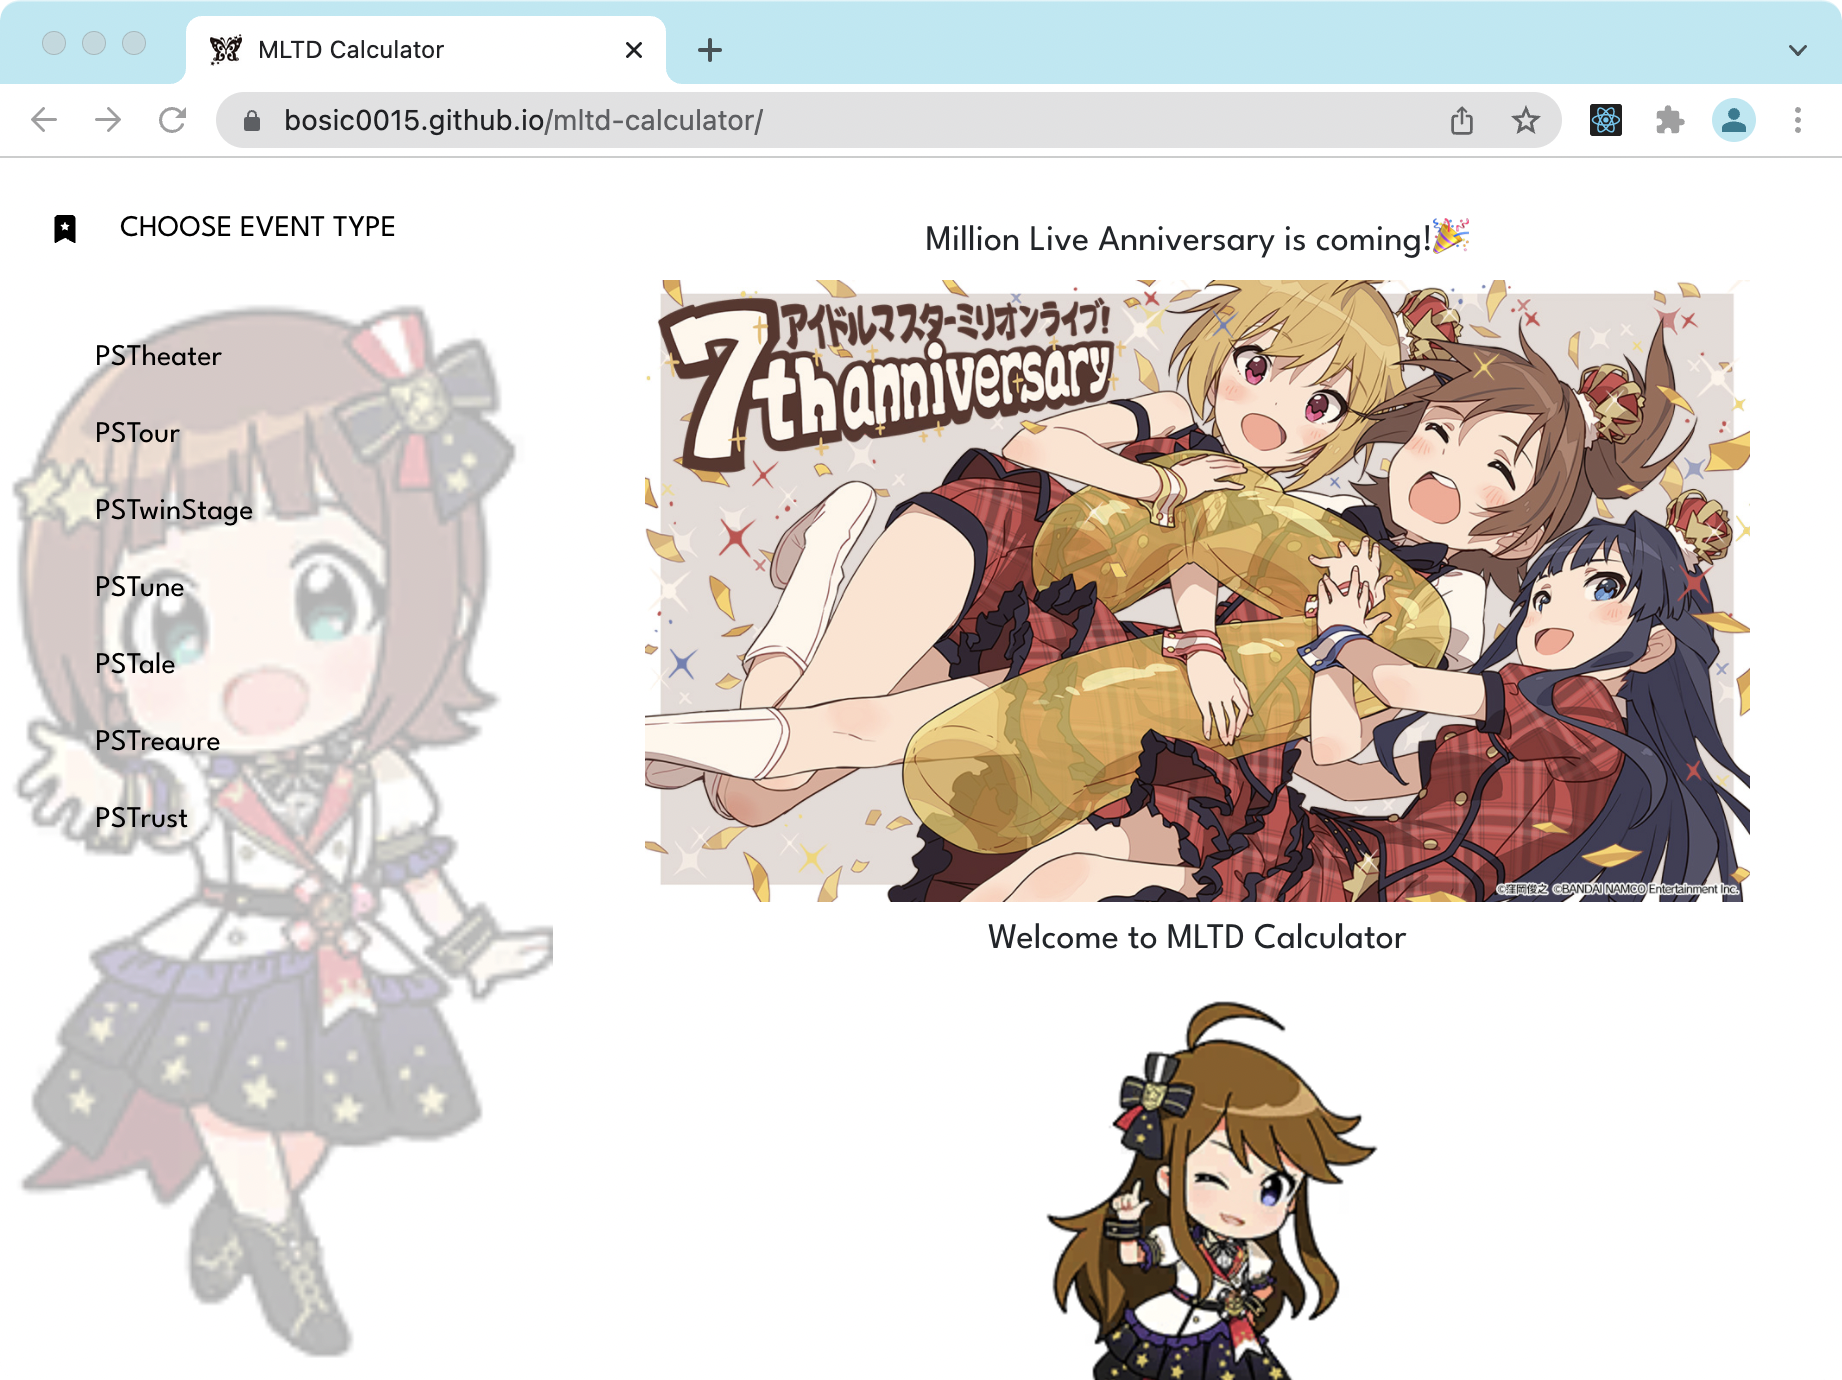 MLTD Calculator
bosic0015.github.io/mltd-calculator/
CHOOSE EVENT TYPE
PSTheater
PSTour
PSTwinStage
PSTune
PSTale
PSTreaure
PSTrust
Million Live Anniversary is coming!🎉
アイドルマスターミリオンライブ!
7th anniversary
©窪岡俊之 ©BANDAI NAMCO Entertainment Inc.
Welcome to MLTD Calculator